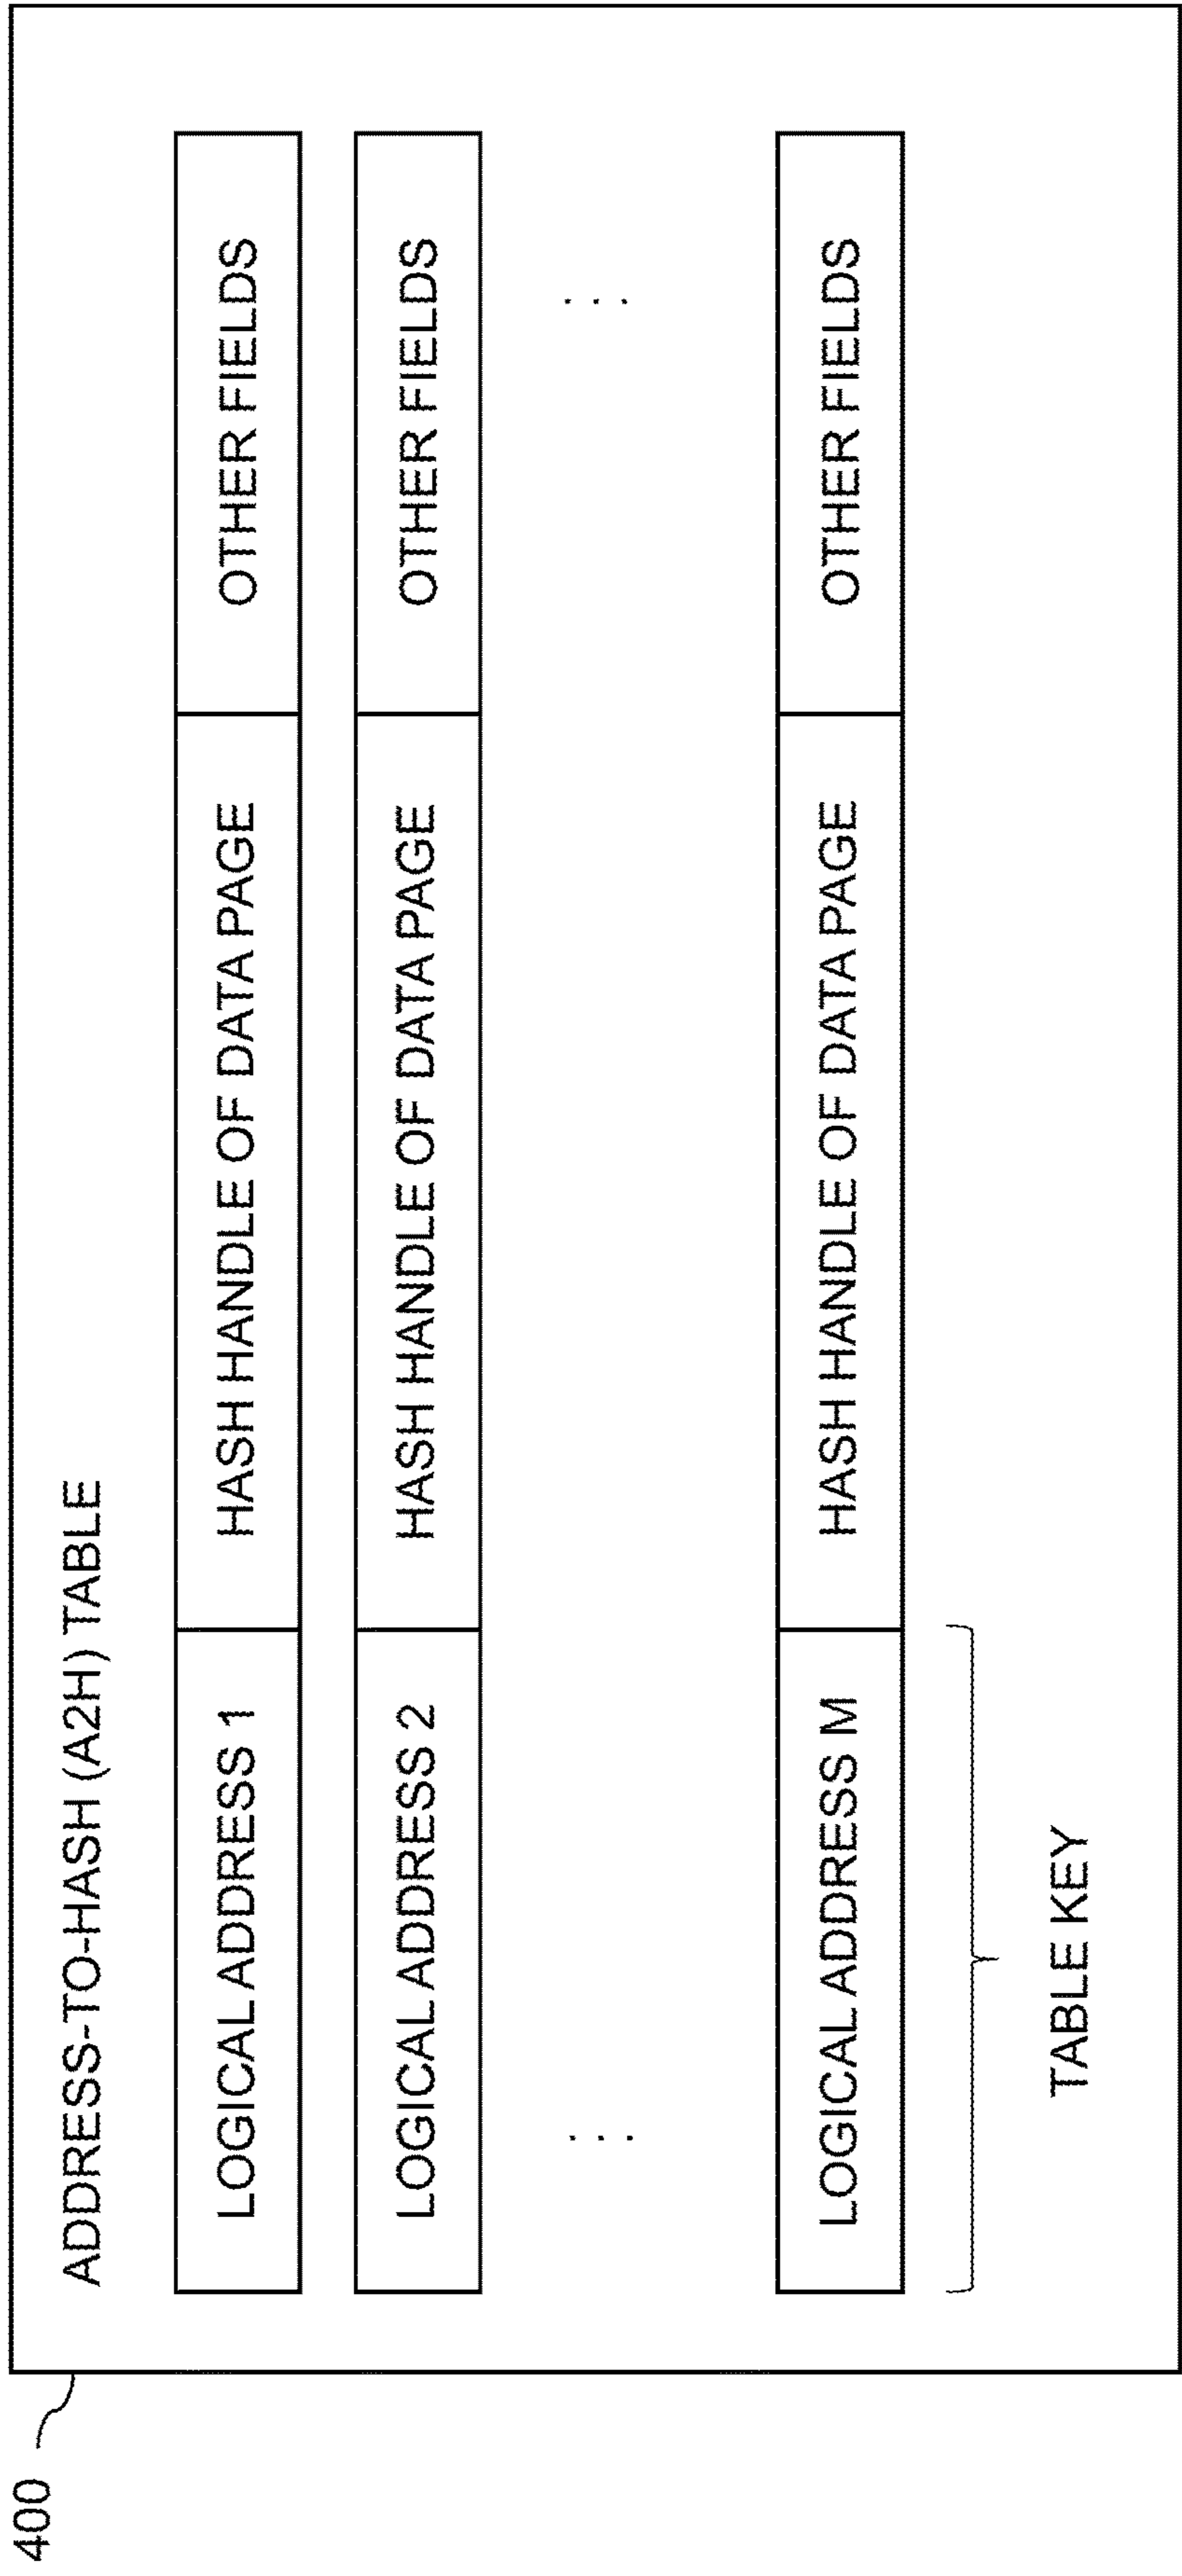 400
ADDRESS-TO-HASH (A2H) TABLE
LOGICAL ADDRESS 1 HASH HANDLE OF DATA PAGE OTHER FIELDS
LOGICAL ADDRESS 2 HASH HANDLE OF DATA PAGE OTHER FIELDS
. . . . . .
LOGICAL ADDRESS M HASH HANDLE OF DATA PAGE OTHER FIELDS
TABLE KEY